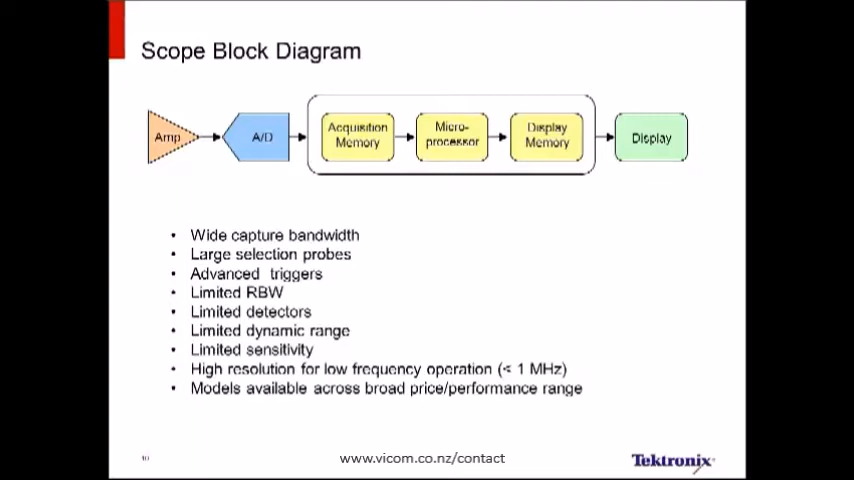 Scope Block Diagram
Amp
A/D
Acquisition
Memory
Micro-
processor
Display
Memory
Display
• Wide capture bandwidth
• Large selection probes
• Advanced triggers
• Limited RBW
• Limited detectors
• Limited dynamic range
• Limited sensitivity
• High resolution for low frequency operation (< 1 MHz)
• Models available across broad price/performance range
10
www.vicom.co.nz/contact
Tektronix